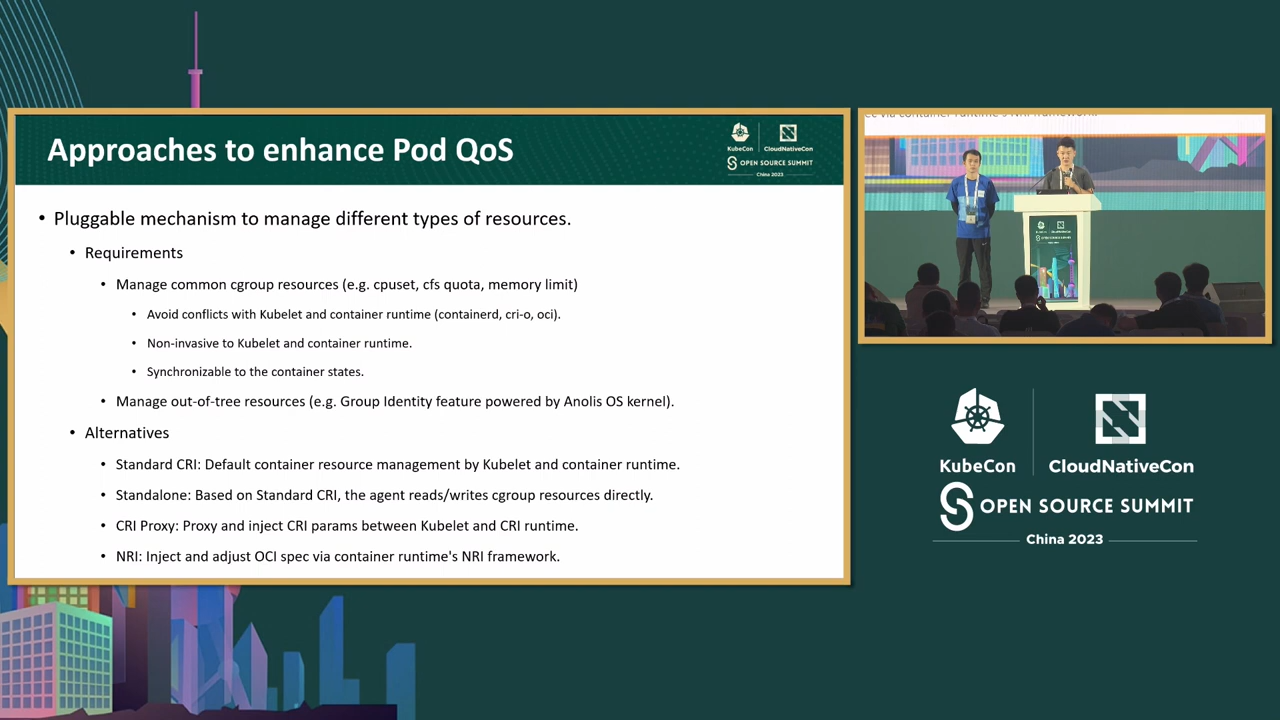 Approaches to enhance Pod QoS
KubeCon
CloudNativeCon
OPEN SOURCE SUMMIT
China 2023
• Pluggable mechanism to manage different types of resources.
• Requirements
• Manage common cgroup resources (e.g. cpuset, cfs quota, memory limit)
• Avoid conflicts with Kubelet and container runtime (containerd, cri-o, oci).
• Non-invasive to Kubelet and container runtime.
• Synchronizable to the container states.
• Manage out-of-tree resources (e.g. Group Identity feature powered by Anolis OS kernel).
• Alternatives
• Standard CRI: Default container resource management by Kubelet and container runtime.
• Standalone: Based on Standard CRI, the agent reads/writes cgroup resources directly.
• CRI Proxy: Proxy and inject CRI params between Kubelet and CRI runtime.
• NRI: Inject and adjust OCI spec via container runtime's NRI framework.
KubeCon
CloudNativeCon
OPEN SOURCE SUMMIT
China 2023